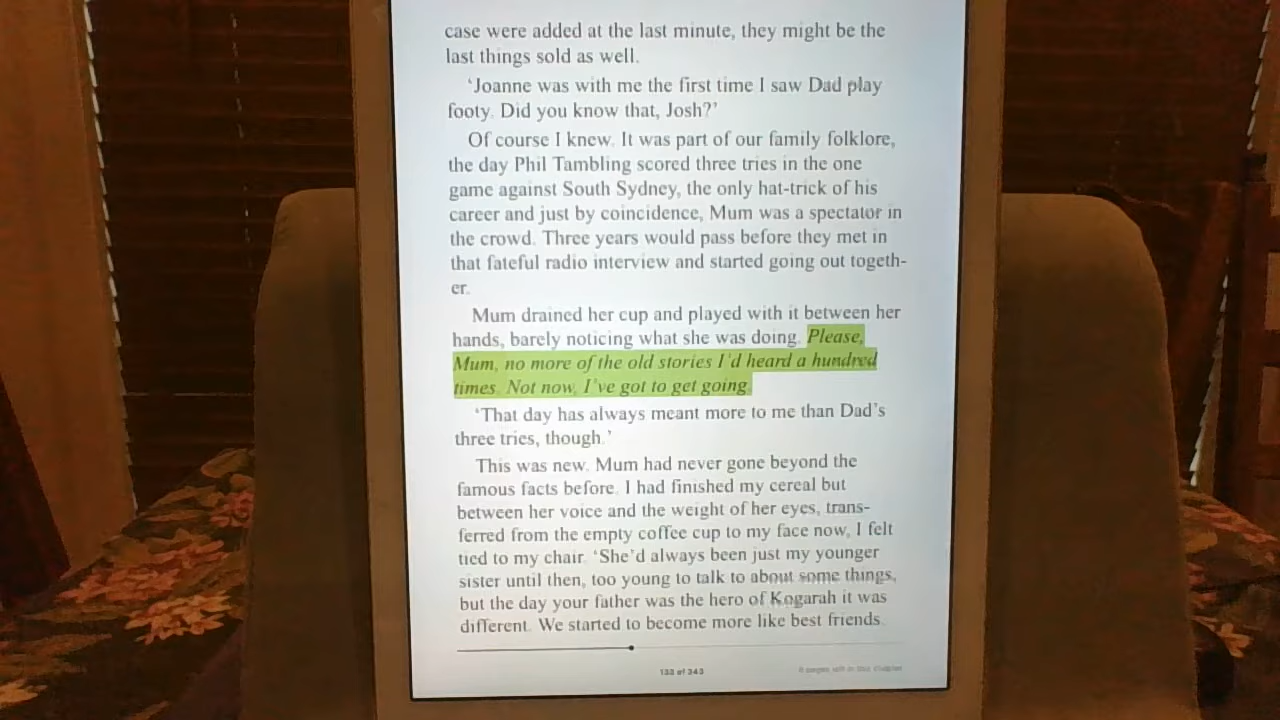 case were added at the last minute, they might be the
last things sold as well.
‘Joanne was with me the first time I saw Dad play
footy. Did you know that, Josh?’
Of course I knew. It was part of our family folklore,
the day Phil Tambling scored three tries in the one
game against South Sydney, the only hat-trick of his
career and just by coincidence, Mum was a spectator in
the crowd. Three years would pass before they met in
that fateful radio interview and started going out togeth-
er.
Mum drained her cup and played with it between her
hands, barely noticing what she was doing. Please,
Mum, no more of the old stories I’d heard a hundred
times. Not now, I’ve got to get going.
‘That day has always meant more to me than Dad’s
three tries, though.’
This was new. Mum had never gone beyond the
famous facts before. I had finished my cereal but
between her voice and the weight of her eyes, trans-
ferred from the empty coffee cup to my face now, I felt
tied to my chair. ‘She’d always been just my younger
sister until then, too young to talk to about some things,
but the day your father was the hero of Kogarah it was
different. We started to become more like best friends.
of 343
pages left in this chapter